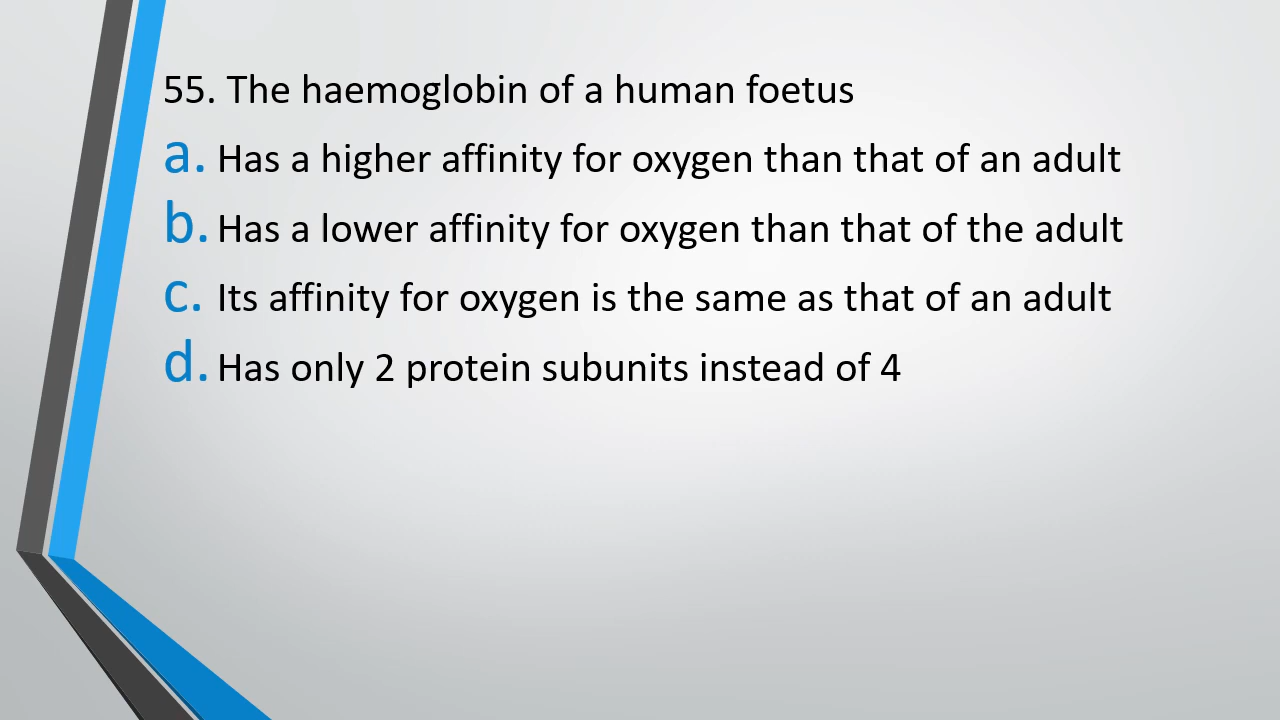 55. The haemoglobin of a human foetus
a. Has a higher affinity for oxygen than that of an adult
b. Has a lower affinity for oxygen than that of the adult
c. Its affinity for oxygen is the same as that of an adult
d. Has only 2 protein subunits instead of 4